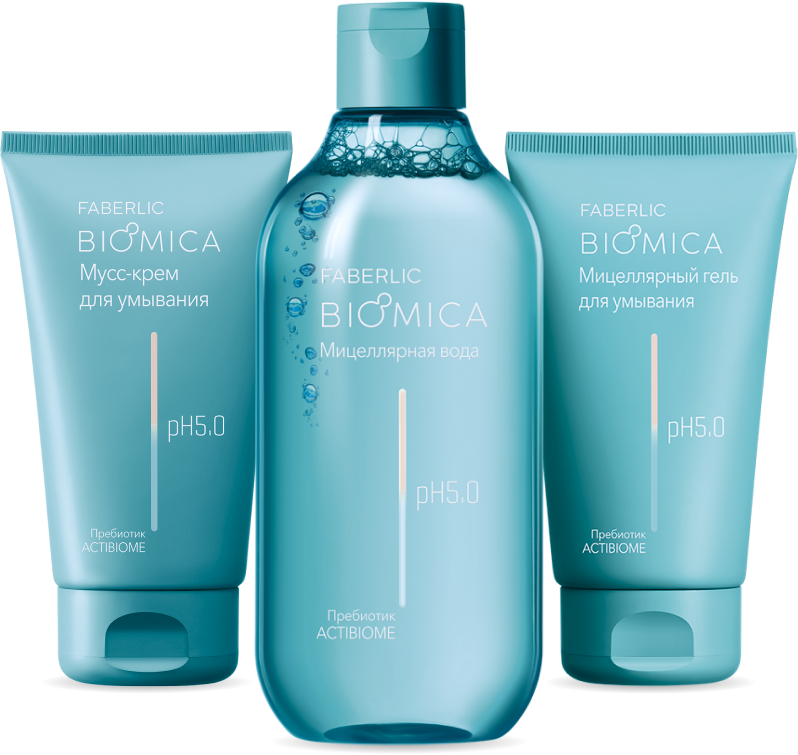 FABERLIC
BIOMICA
Мусс-крем
для умывания
pH5.0
Пребиотик
ACTIBIOME
FABERLIC
BIOMICA
Мицеллярная вода
pH5.0
Пребиотик
ACTIBIOME
FABERLIC
BIOMICA
Мицеллярный гель
для умывания
pH5.0
Пребиотик
ACTIBIOME